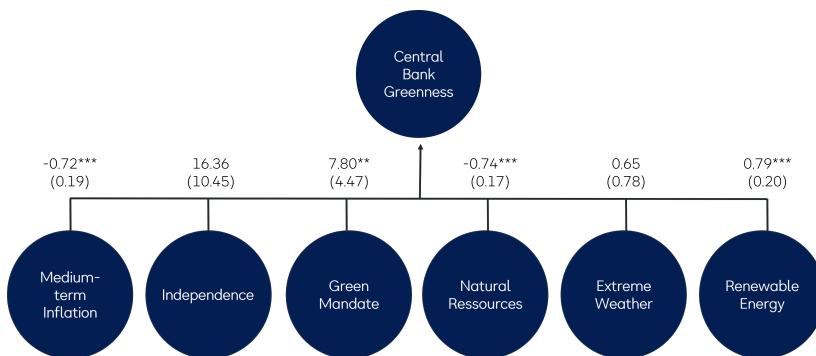 Central
Bank
Greenness
-0.72*** 16.36 7.80** -0.74*** 0.65 0.79***
(0.19) (10.45) (4.47) (0.17) (0.78) (0.20)
Medium-
term
Inflation
Independence
Green
Mandate
Natural
Ressources
Extreme
Weather
Renewable
Energy